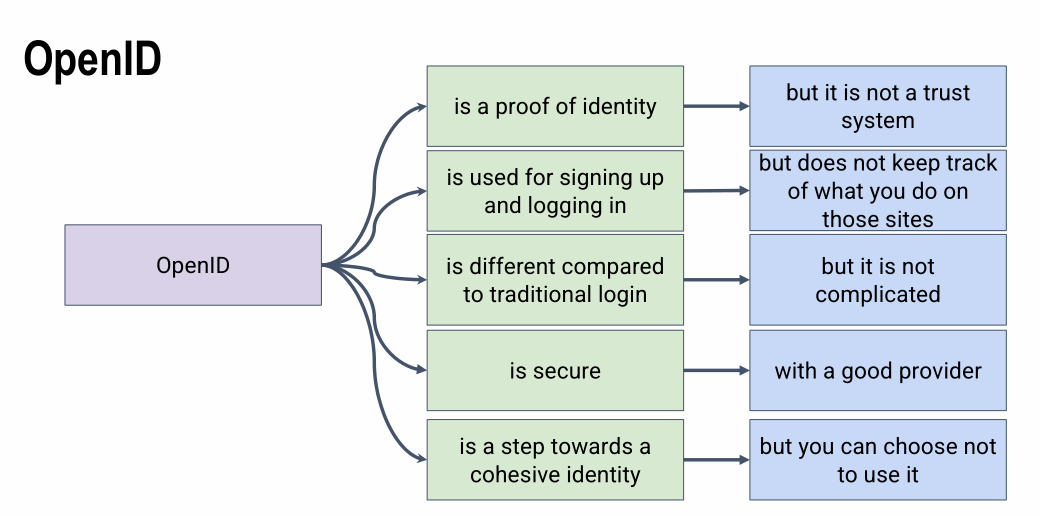 OpenID
is a proof of identity
but it is not a trust
system
is used for signing up
and logging in
but does not keep track
of what you do on
those sites
OpenID
is different compared
to traditional login
but it is not
complicated
is secure
with a good provider
is a step towards a
cohesive identity
but you can choose not
to use it